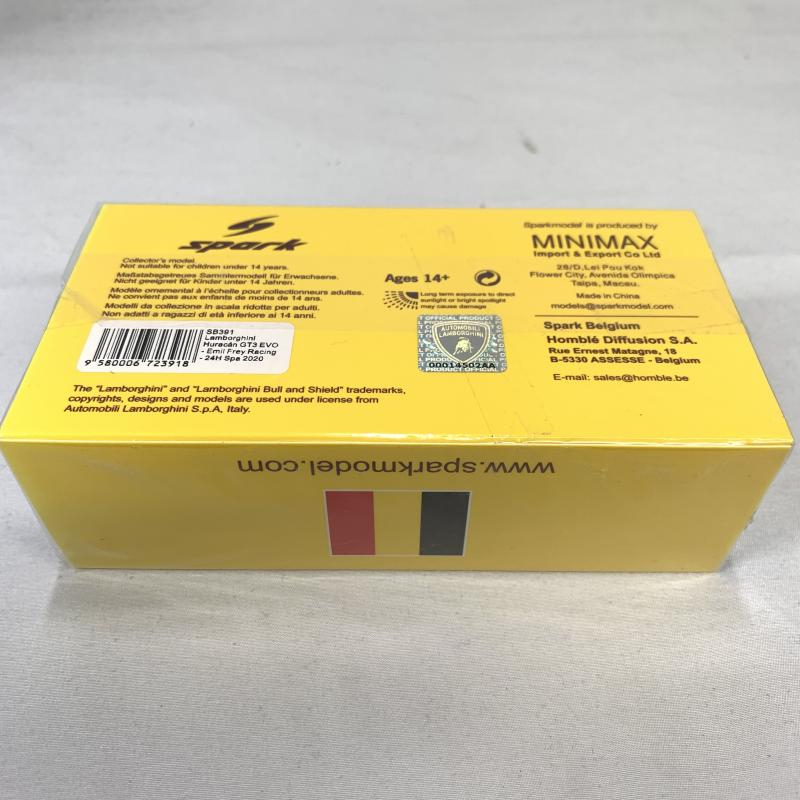 spark
Collector's model.
Not suitable for children under 14 years.
Maßstabsgetreues Sammlermodell für Erwachsene.
Nicht geeignet für Kinder unter 14 Jahren.
Modèle ornemental à l'échelle pour collectionneurs adultes.
Ne convient pas aux enfants de moins de 14 ans.
Modelli da collezione in scala ridotte per adulti.
Non adatti a ragazzi di età inferiore ai 14 anni.
Ages 14+
Long term exposure to direct
sunlight or bright spotlight
may cause damage
Sparkmodel is produced by
MINIMAX
Import & Export Co Ltd
28/D, Lei Pou Kok
Flower City, Avenida Olimpica
Taipa, Macau.
Made in China
models@sparkmodel.com
Spark Belgium
Homblé Diffusion S.A.
Rue Ernest Matagne, 18
B-5330 ASSESSE - Belgium
E-mail: sales@homble.be
9 580006 723918
SB391
Lamborghini
Huracán GT3 EVO
- Emil Frey Racing
- 24H Spa 2020
OFFICIAL PRODUCT
AUTOMOBILI
LAMBORGHINI
PRODUCT OFFICIAL
The "Lamborghini" and "Lamborghini Bull and Shield" trademarks,
copyrights, designs and models are used under license from
Automobili Lamborghini S.p.A, Italy.
www.sparkmodel.com